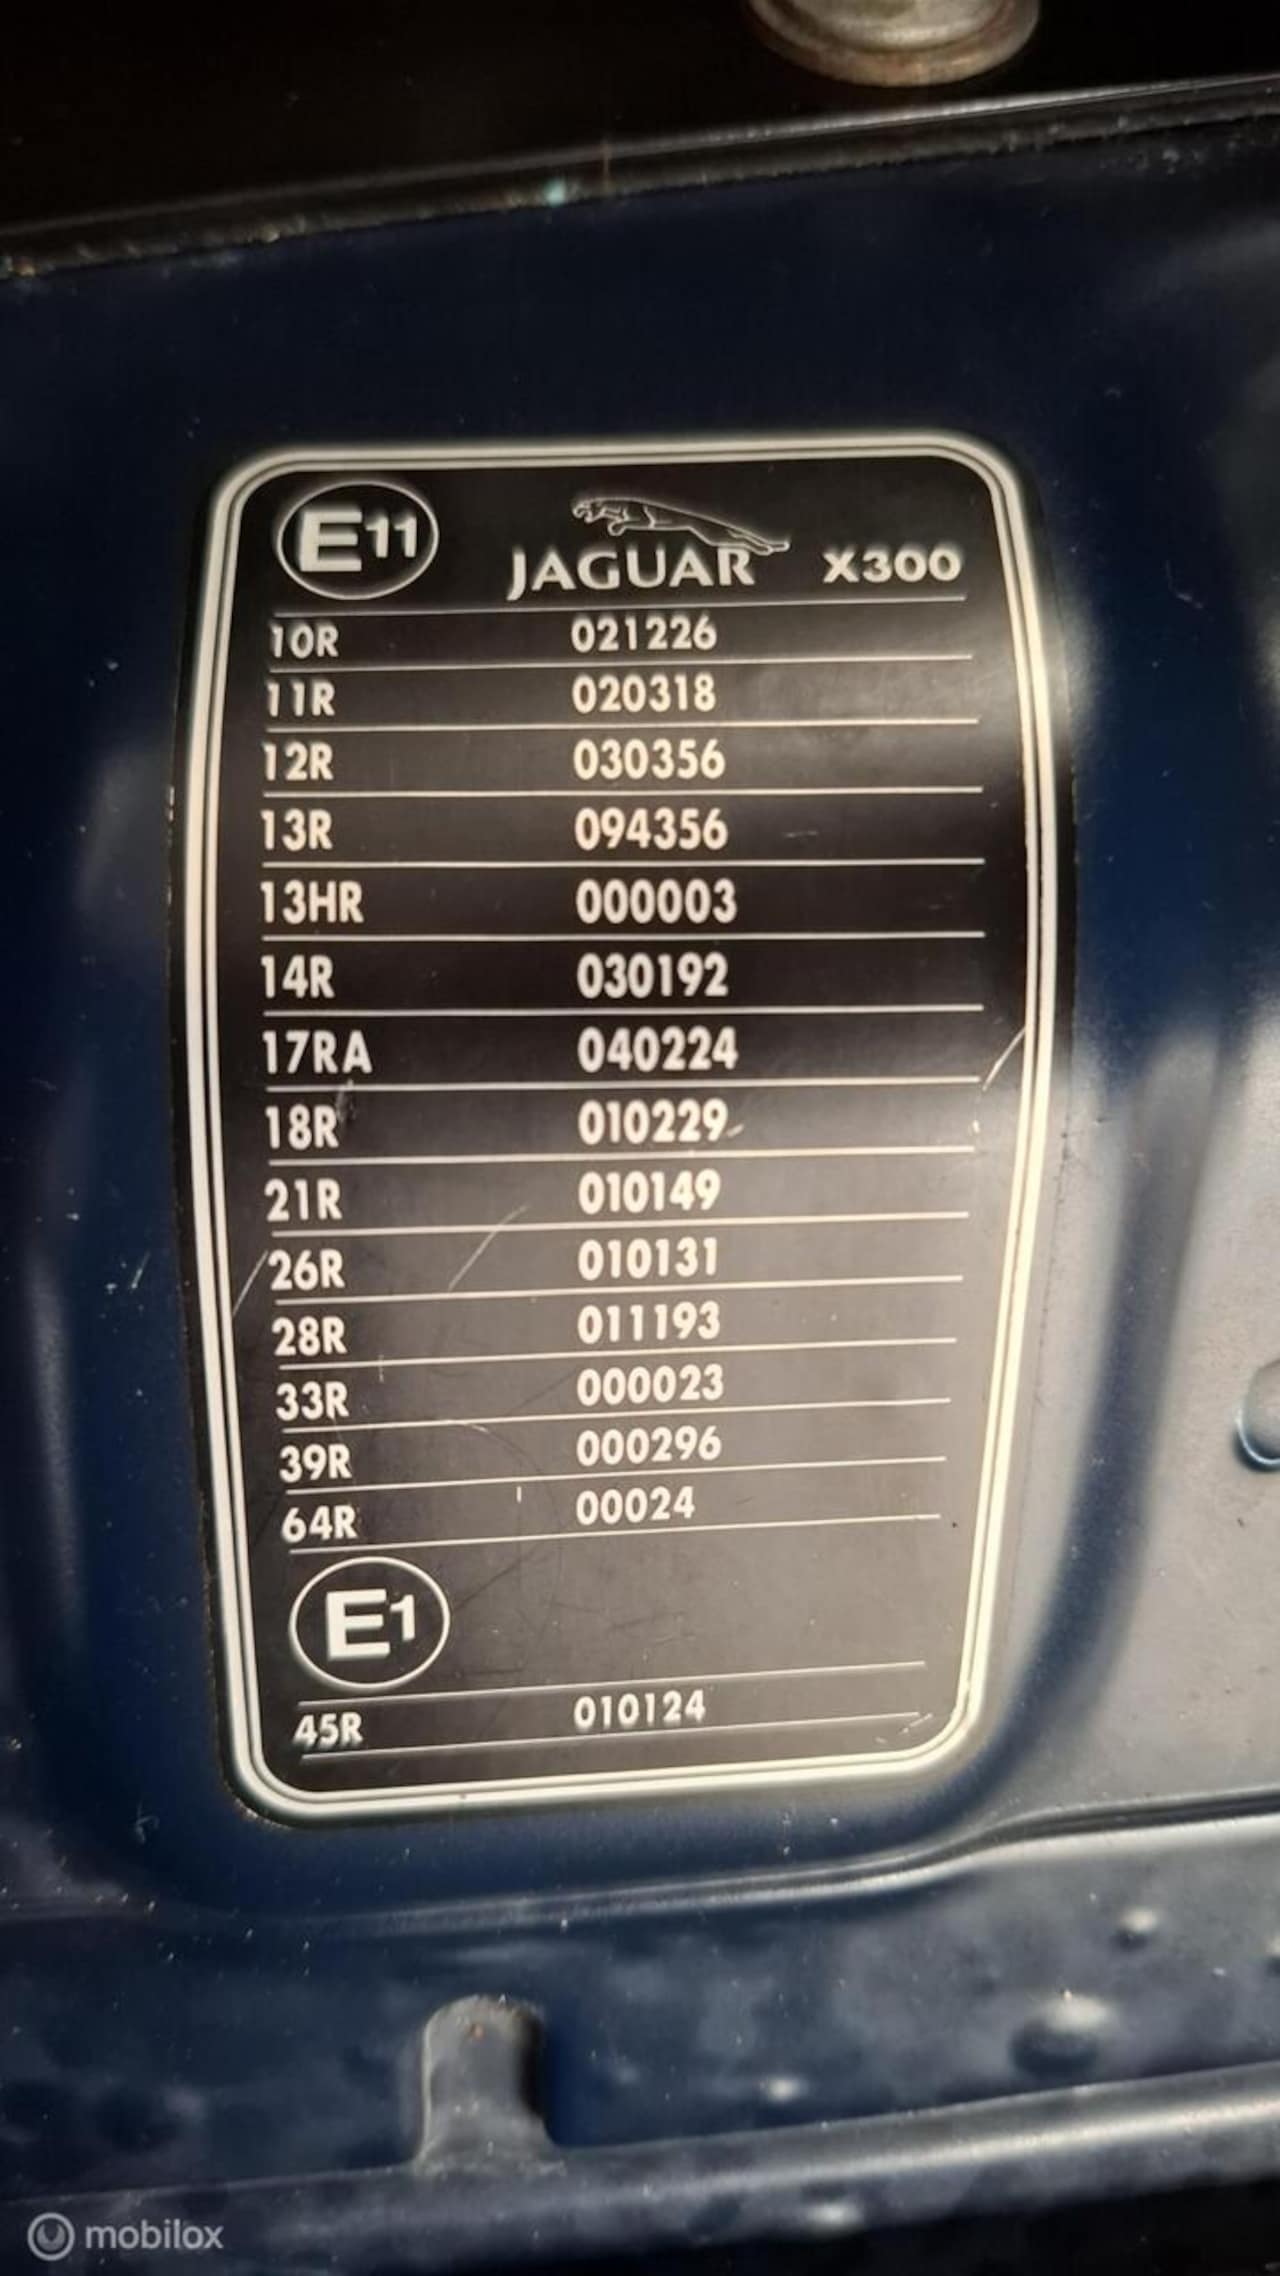 E11 JAGUAR X300
10R 021226
11R 020318
12R 030356
13R 094356
13HR 000003
14R 030192
17RA 040224
18R 010229
21R 010149
26R 010131
28R 011193
33R 000023
39R 000296
64R 00024
E1
45R 010124
mobilox